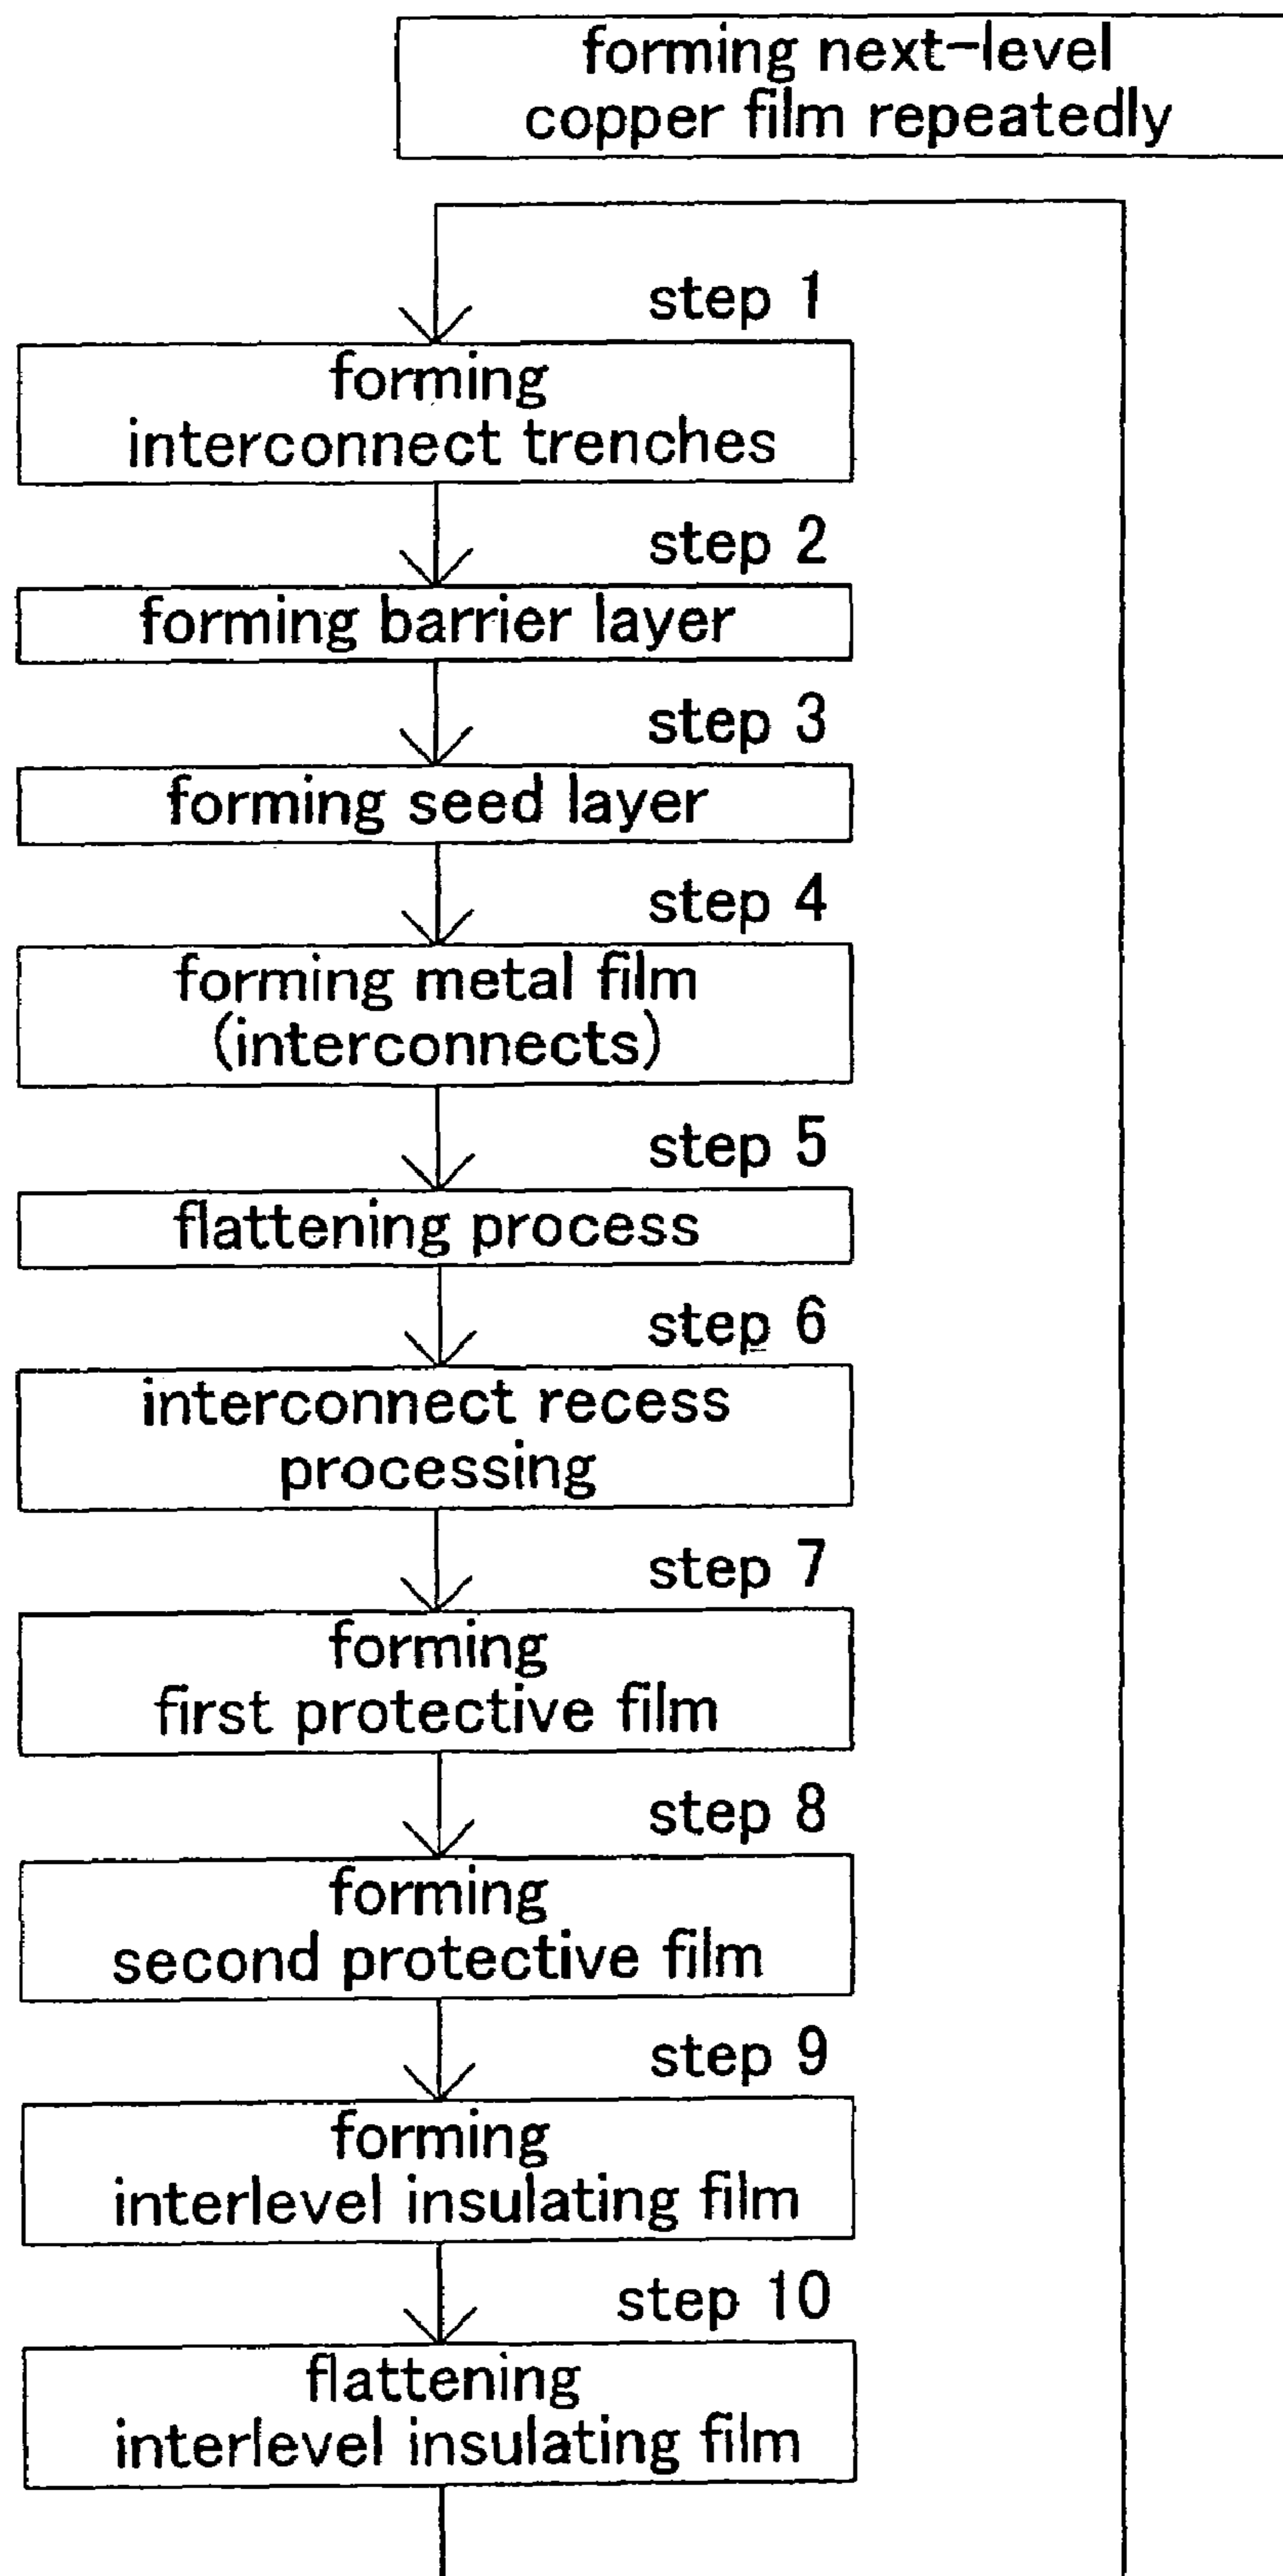 forming next-level
copper film repeatedly
step 1
forming
interconnect trenches
step 2
forming barrier layer
step 3
forming seed layer
step 4
forming metal film
(interconnects)
step 5
flattening process
step 6
interconnect recess
processing
step 7
forming
first protective film
step 8
forming
second protective film
step 9
forming
interlevel insulating film
step 10
flattening
interlevel insulating film